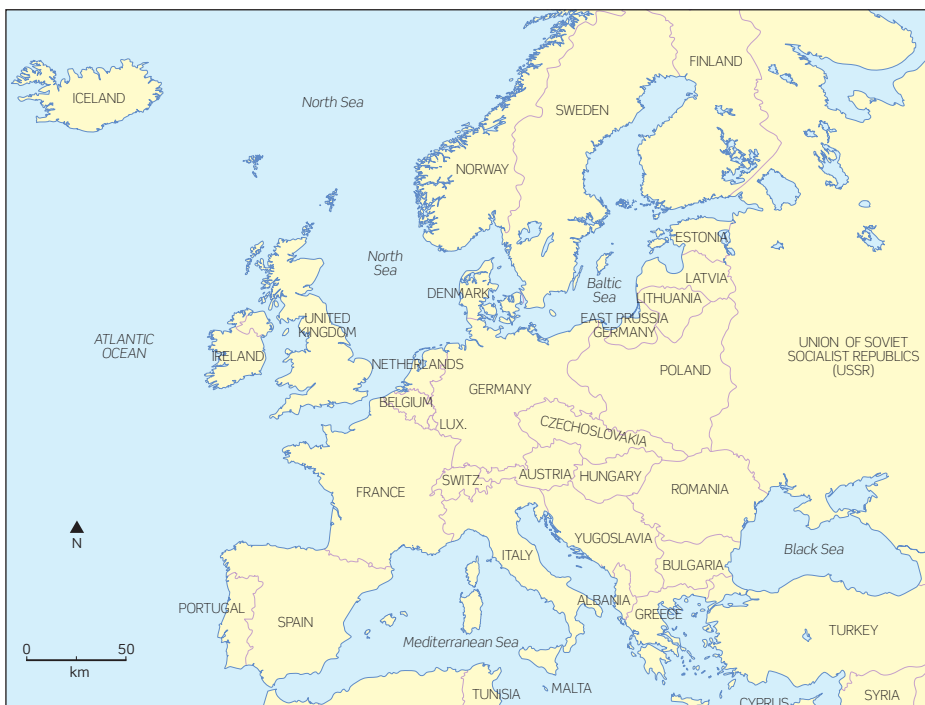 FINLAND
ICELAND
North Sea
SWEDEN
NORWAY
ESTONIA
North
Sea
LATVIA
Baltic
Sea
DENMARK
LITHUANIA
EAST PRUSSIA
GERMANY
UNITED
KINGDOM
ATLANTIC
OCEAN
IRELAND
UNION OF SOVIET
SOCIALIST REPUBLICS
(USSR)
NETHERLANDS
POLAND
GERMANY
BELGIUM
LUX.
CZECHOSLOVAKIA
AUSTRIA
HUNGARY
SWITZ.
FRANCE
ROMANIA
N
YUGOSLAVIA
Black Sea
ITALY
BULGARIA
PORTUGAL
ALBANIA
GREECE
SPAIN
TURKEY
Mediterranean Sea
0 50
km
MALTA
TUNISIA
SYRIA
CYPRUS